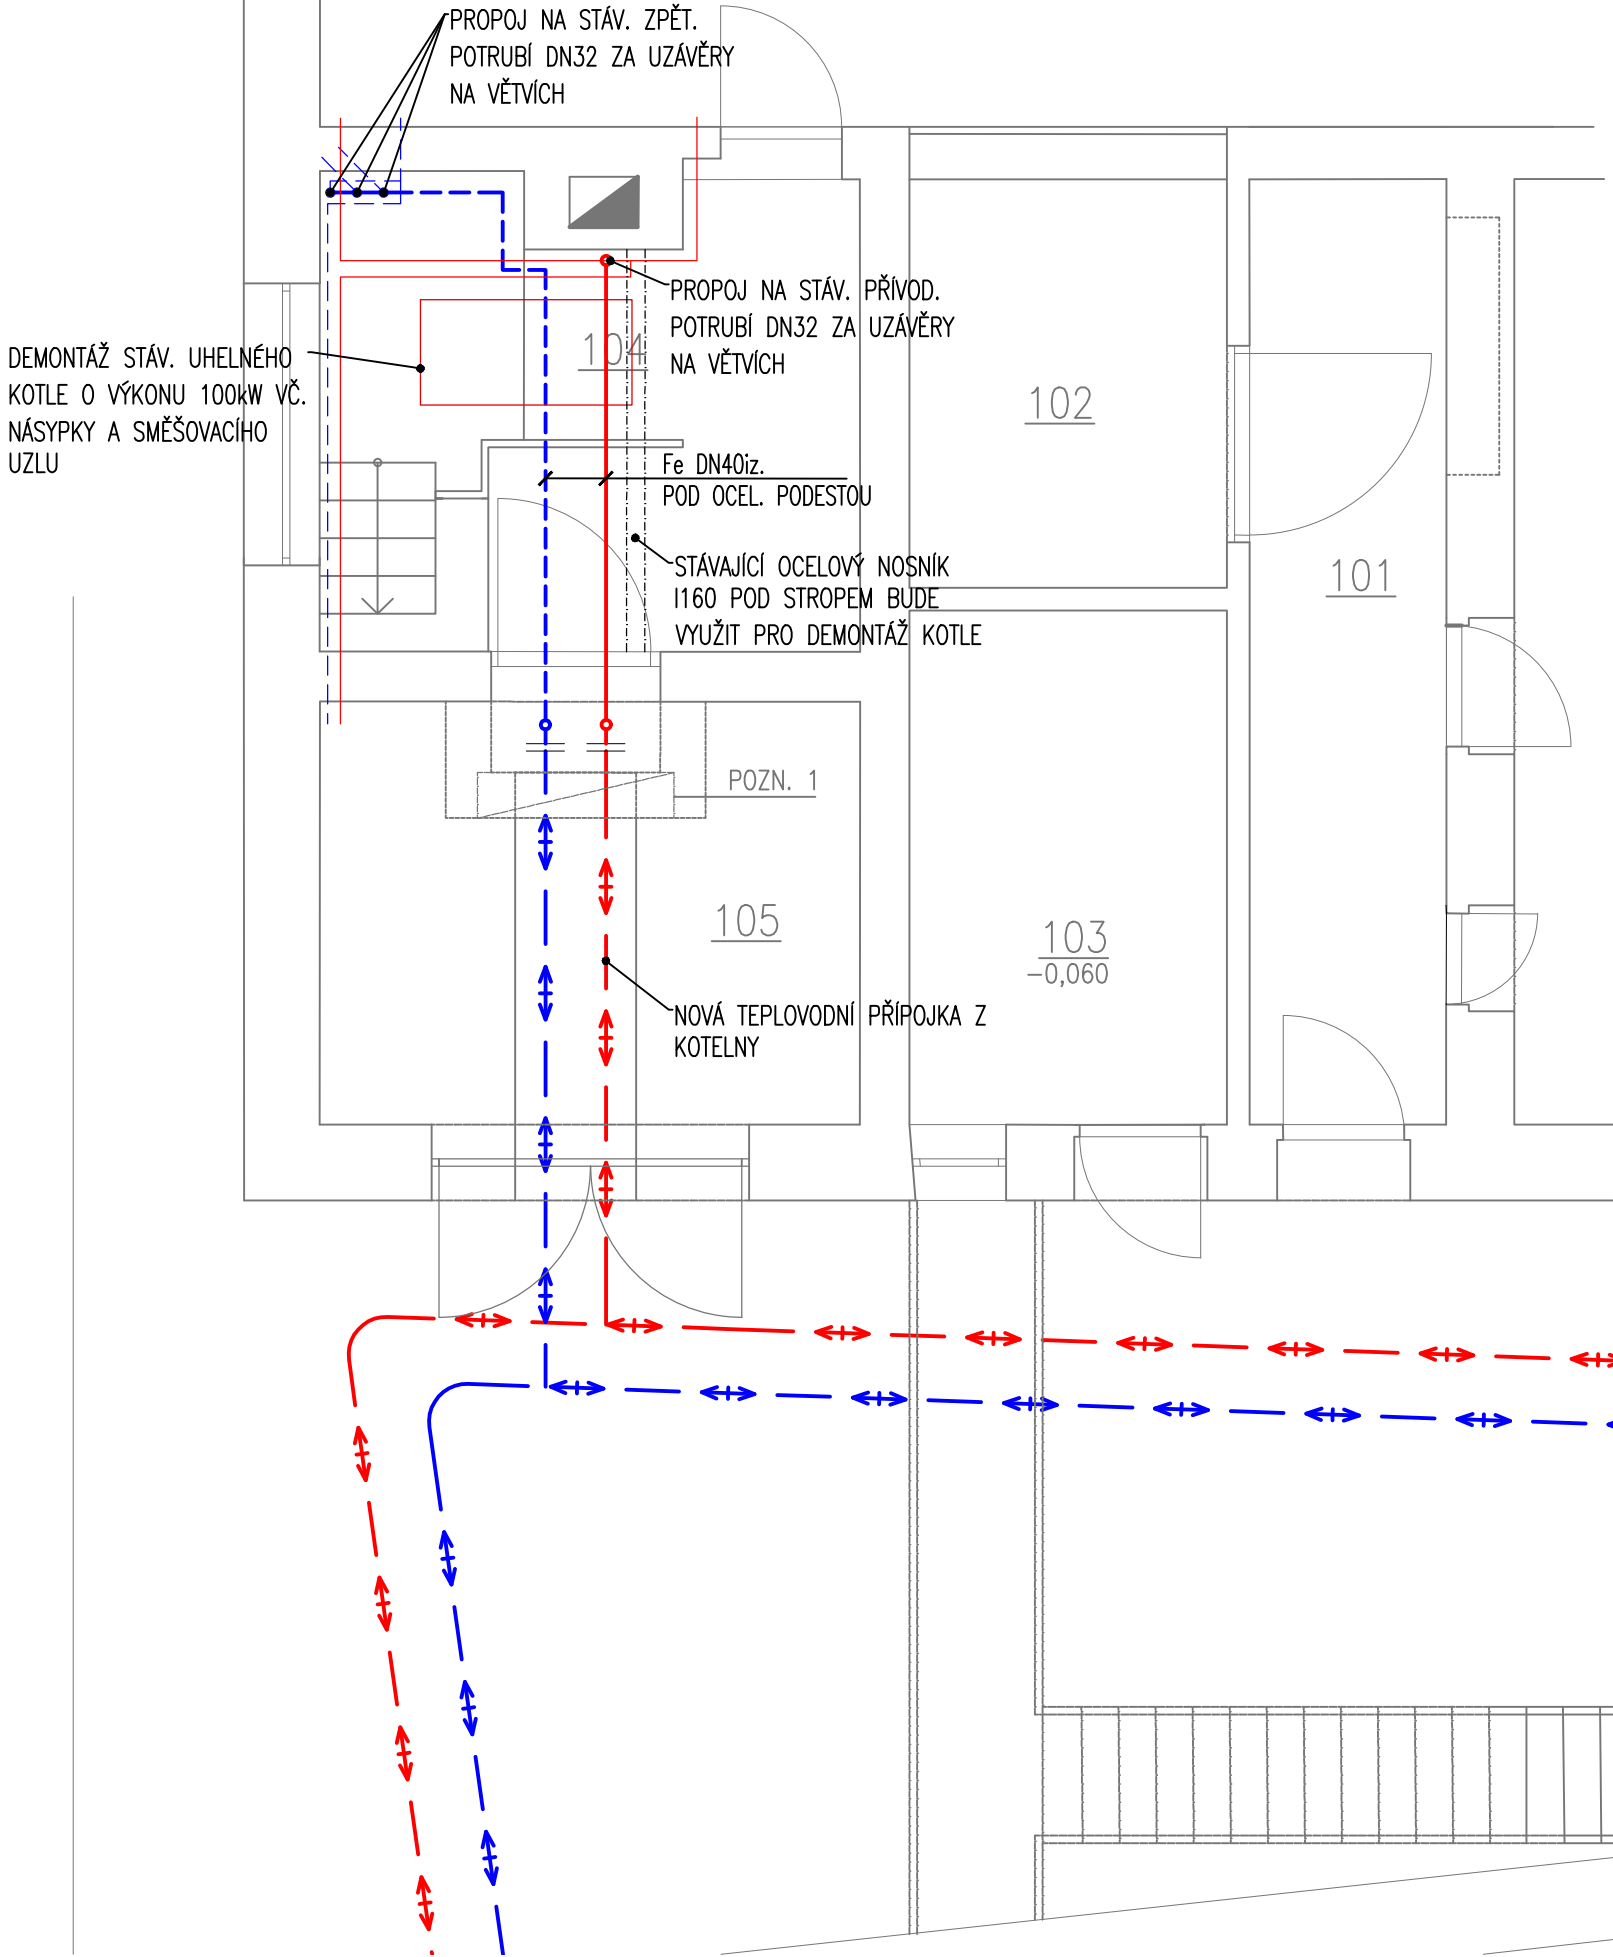 PROPOJ NA STÁV. ZPĚT.
POTRUBÍ DN32 ZA UZÁVĚRY
NA VĚTVÍCH
PROPOJ NA STÁV. PŘÍVOD.
POTRUBÍ DN32 ZA UZÁVĚRY
NA VĚTVÍCH
104
DEMONTÁŽ STÁV. UHELNÉHO
KOTLE O VÝKONU 100kW VČ.
NÁSYPKY A SMĚŠOVACÍHO
UZLU
102
Fe DN40iz.
POD OCEL. PODESTOU
STÁVAJÍCÍ OCELOVÝ NOSNÍK
I160 POD STROPEM BUDE
VYUŽIT PRO DEMONTÁŽ KOTLE
101
POZN. 1
105
103
-0,060
NOVÁ TEPLOVODNÍ PŘÍPOJKA Z
KOTELNY